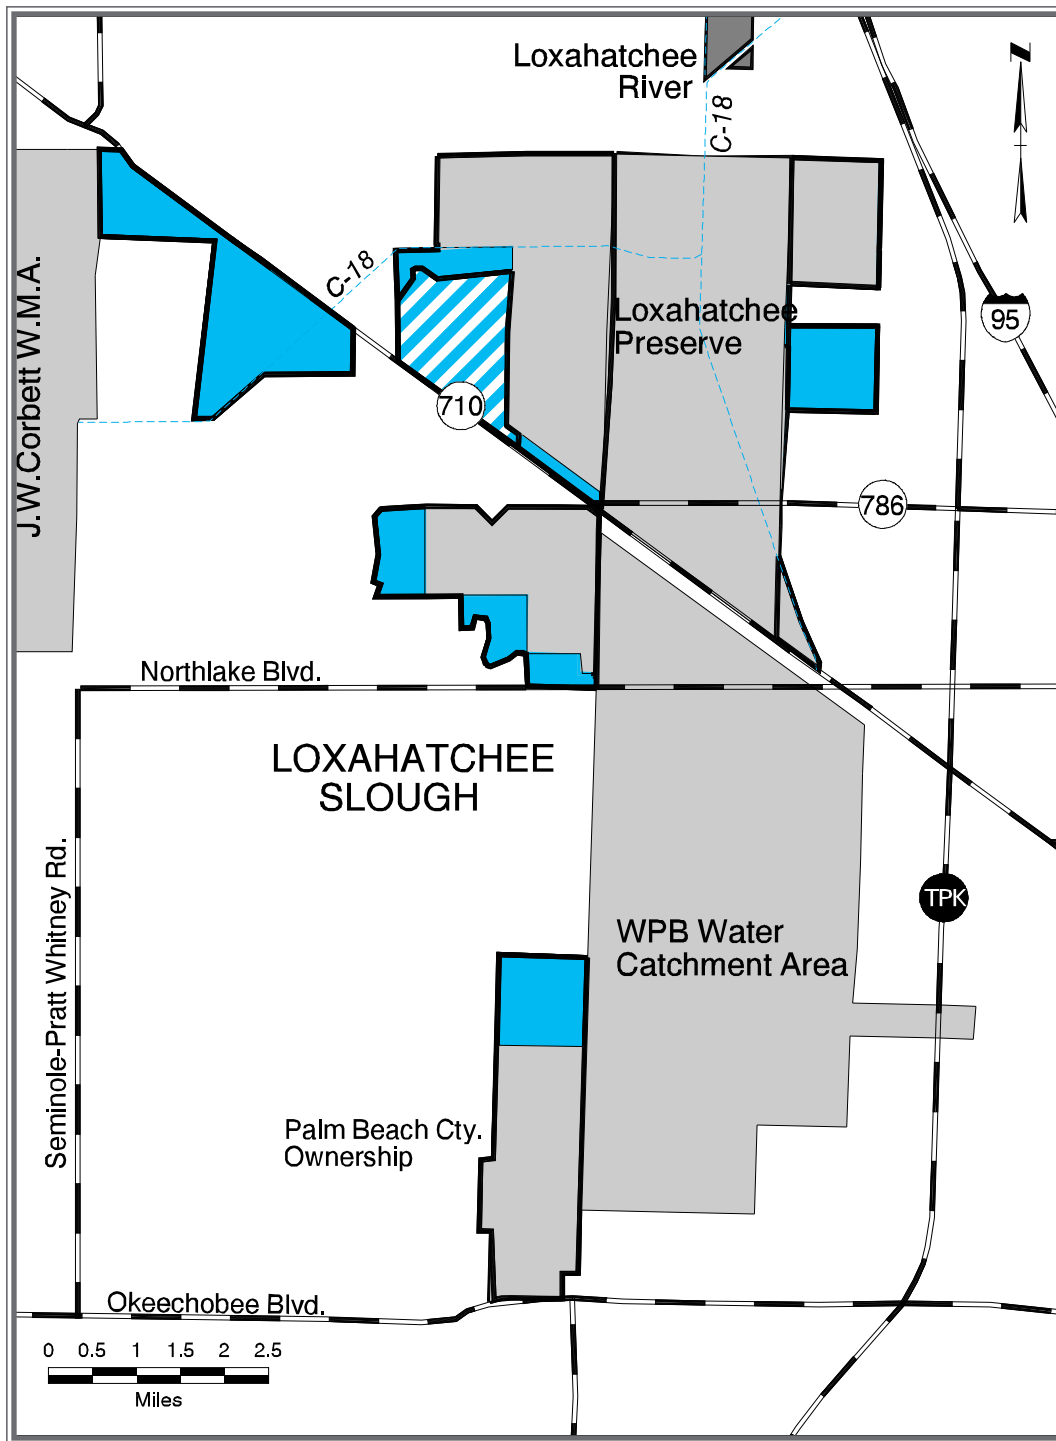 Loxahatchee
River
N
C-18
C-18
J.W.Corbett W.M.A.
Loxahatchee
Preserve
95
710
786
Northlake Blvd.
LOXAHATCHEE
SLOUGH
Seminole-Pratt Whitney Rd.
TPK
WPB Water
Catchment Area
Palm Beach Cty.
Ownership
Okeechobee Blvd.
0 0.5 1 1.5 2 2.5
Miles